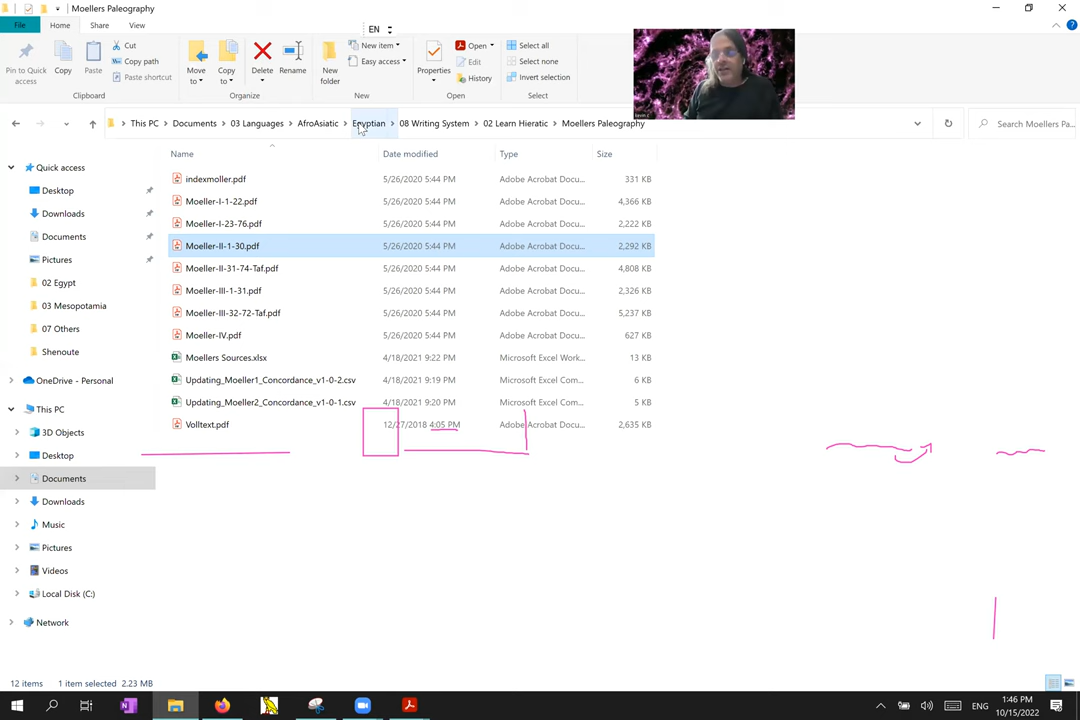 Moellers Paleography
File Home Share View
EN
Pin to Quick access
Copy
Paste
Cut
Copy path
Paste shortcut
Clipboard
Move to
Copy to
Delete
Rename
Organize
New folder
New item
Easy access
New
Properties
Open
Edit
History
Open
Select all
Select none
Invert selection
Select
This PC > Documents > 03 Languages > AfroAsiatic > Egyptian > 08 Writing System > 02 Learn Hieratic > Moellers Paleography
Search Moellers Pa...
Name Date modified Type Size
indexmoller.pdf 5/26/2020 5:44 PM Adobe Acrobat Docu... 331 KB
Moeller-I-1-22.pdf 5/26/2020 5:44 PM Adobe Acrobat Docu... 4,366 KB
Moeller-I-23-76.pdf 5/26/2020 5:44 PM Adobe Acrobat Docu... 2,222 KB
Moeller-II-1-30.pdf 5/26/2020 5:44 PM Adobe Acrobat Docu... 2,292 KB
Moeller-II-31-74-Taf.pdf 5/26/2020 5:44 PM Adobe Acrobat Docu... 4,808 KB
Moeller-III-1-31.pdf 5/26/2020 5:44 PM Adobe Acrobat Docu... 2,326 KB
Moeller-III-32-72-Taf.pdf 5/26/2020 5:44 PM Adobe Acrobat Docu... 5,237 KB
Moeller-IV.pdf 5/26/2020 5:44 PM Adobe Acrobat Docu... 627 KB
Moellers Sources.xlsx 4/18/2021 9:22 PM Microsoft Excel Work... 13 KB
Updating_Moeller1_Concordance_v1-0-2.csv 4/18/2021 9:19 PM Microsoft Excel Com... 6 KB
Updating_Moeller2_Concordance_v1-0-1.csv 4/18/2021 9:20 PM Microsoft Excel Com... 5 KB
Volltext.pdf 12/27/2018 4:05 PM Adobe Acrobat Docu... 2,635 KB
Quick access
Desktop
Downloads
Documents
Pictures
02 Egypt
03 Mesopotamia
07 Others
Shenoute
OneDrive - Personal
This PC
3D Objects
Desktop
Documents
Downloads
Music
Pictures
Videos
Local Disk (C:)
Network
12 items 1 item selected 2.23 MB
ENG
1:46 PM
10/15/2022